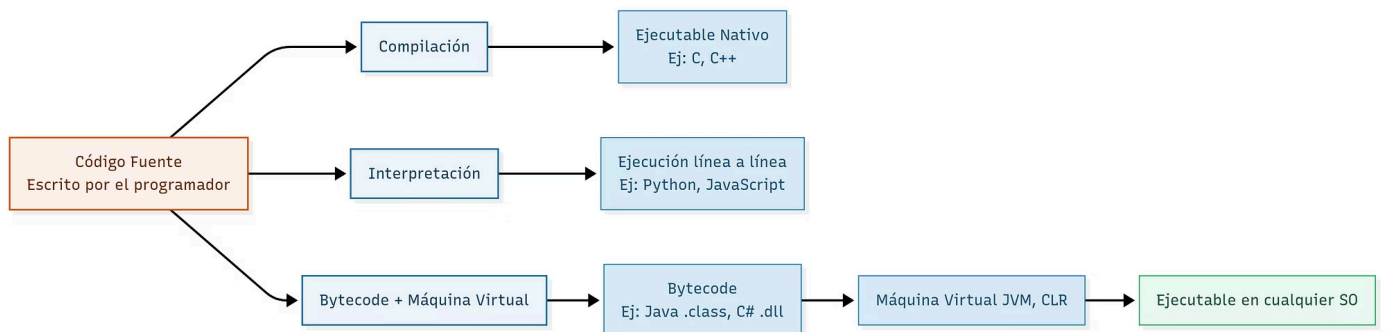 Compilación
Ejecutable Nativo
Ej: C, C++
Código Fuente
Escrito por el programador
Interpretación
Ejecución línea a línea
Ej: Python, JavaScript
Bytecode + Máquina Virtual
Bytecode
Ej: Java .class, C# .dll
Máquina Virtual JVM, CLR
Ejecutable en cualquier SO